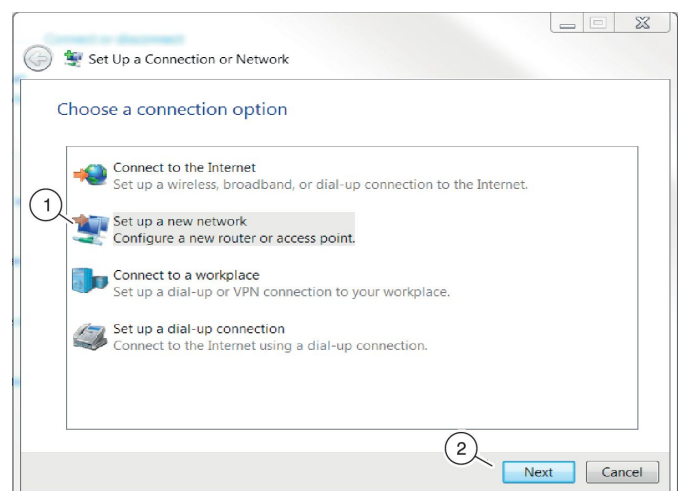 Connect or disconnect
Set Up a Connection or Network
Choose a connection option
Connect to the Internet
Set up a wireless, broadband, or dial-up connection to the Internet.
1
Set up a new network
Configure a new router or access point.
Connect to a workplace
Set up a dial-up or VPN connection to your workplace.
Set up a dial-up connection
Connect to the Internet using a dial-up connection.
2
Next Cancel